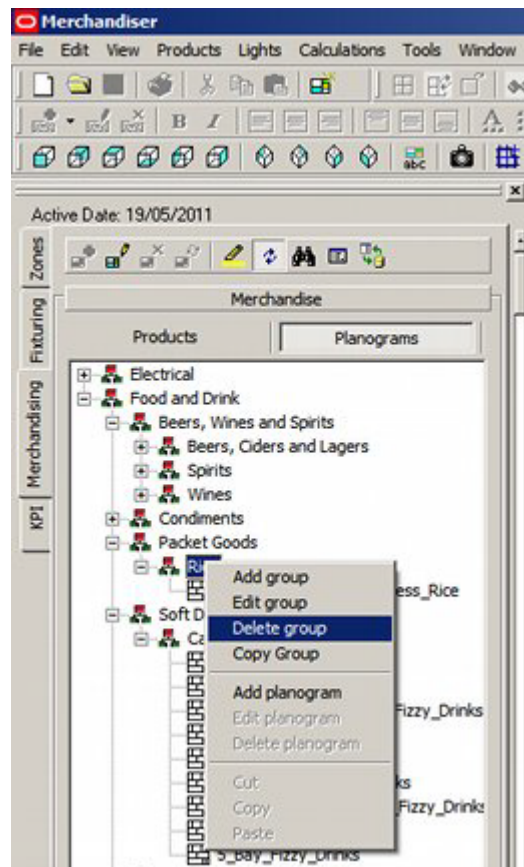 Merchandiser
File Edit View Products Lights Calculations Tools Window
B I A
abc
Active Date: 19/05/2011
Zones
Fixturing
Merchandising
KPI
Merchandise
Products Planograms
Electrical
Food and Drink
Beers, Wines and Spirits
Beers, Ciders and Lagers
Spirits
Wines
Condiments
Packet Goods
ess_Rice
Soft D
Ca
Fizzy_Drinks
ks
Fizzy_Drinks
5_Bay_Fizzy_Drinks
Add group
Edit group
Delete group
Copy Group
Add planogram
Edit planogram
Delete planogram
Cut
Copy
Paste